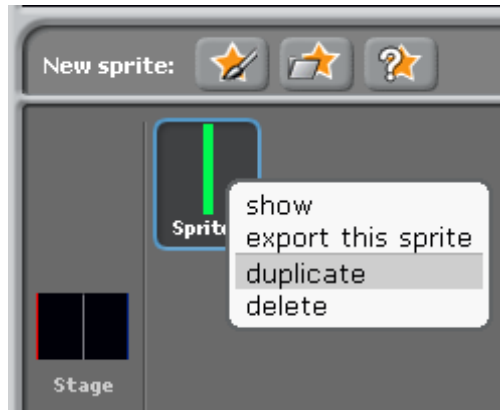 New sprite:
Sprite
show
export this sprite
duplicate
delete
Stage